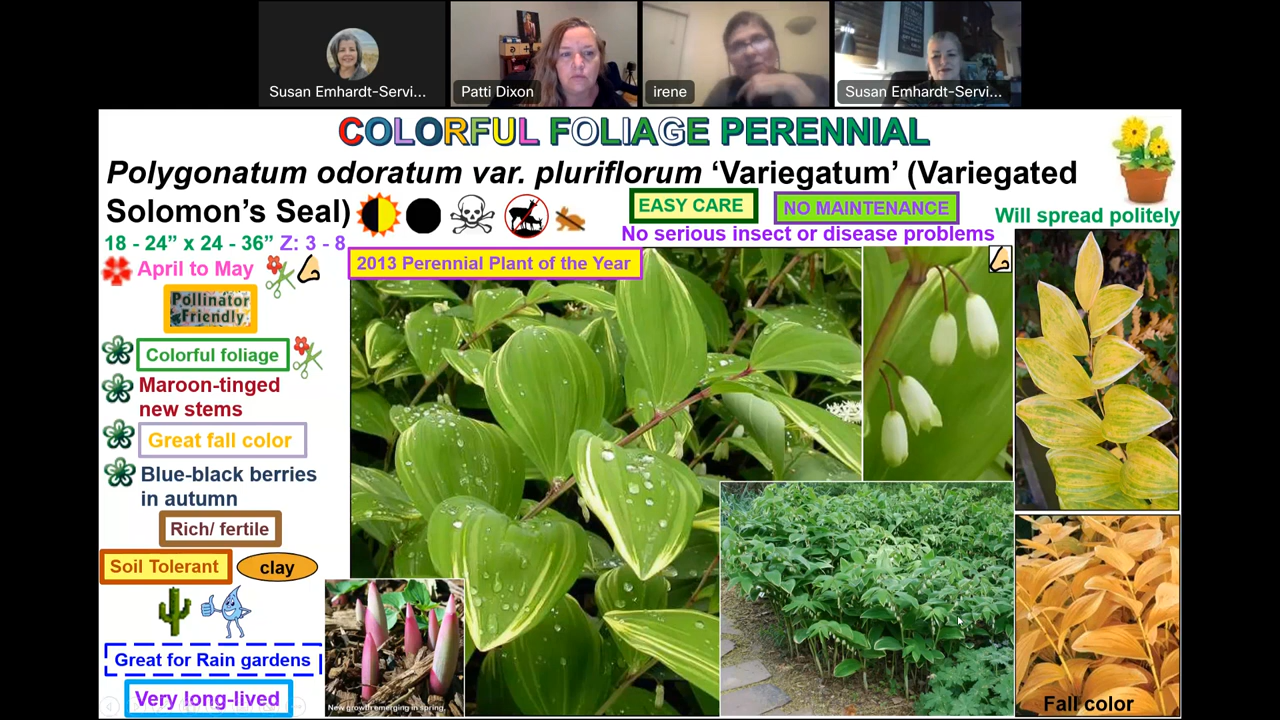 Susan Emhardt-Servi...
Patti Dixon
irene
Susan Emhardt-Servi...
COLORFUL FOLIAGE PERENNIAL
Polygonatum odoratum var. pluriflorum ‘Variegatum’ (Variegated
Solomon’s Seal)
EASY CARE
NO MAINTENANCE
Will spread politely
No serious insect or disease problems
18 - 24” x 24 - 36” Z: 3 - 8
2013 Perennial Plant of the Year
April to May
Pollinator
Friendly
Colorful foliage
Maroon-tinged
new stems
Great fall color
Blue-black berries
in autumn
Rich/ fertile
Soil Tolerant
clay
Great for Rain gardens
Very long-lived
New growth emerging in spring,
Fall color